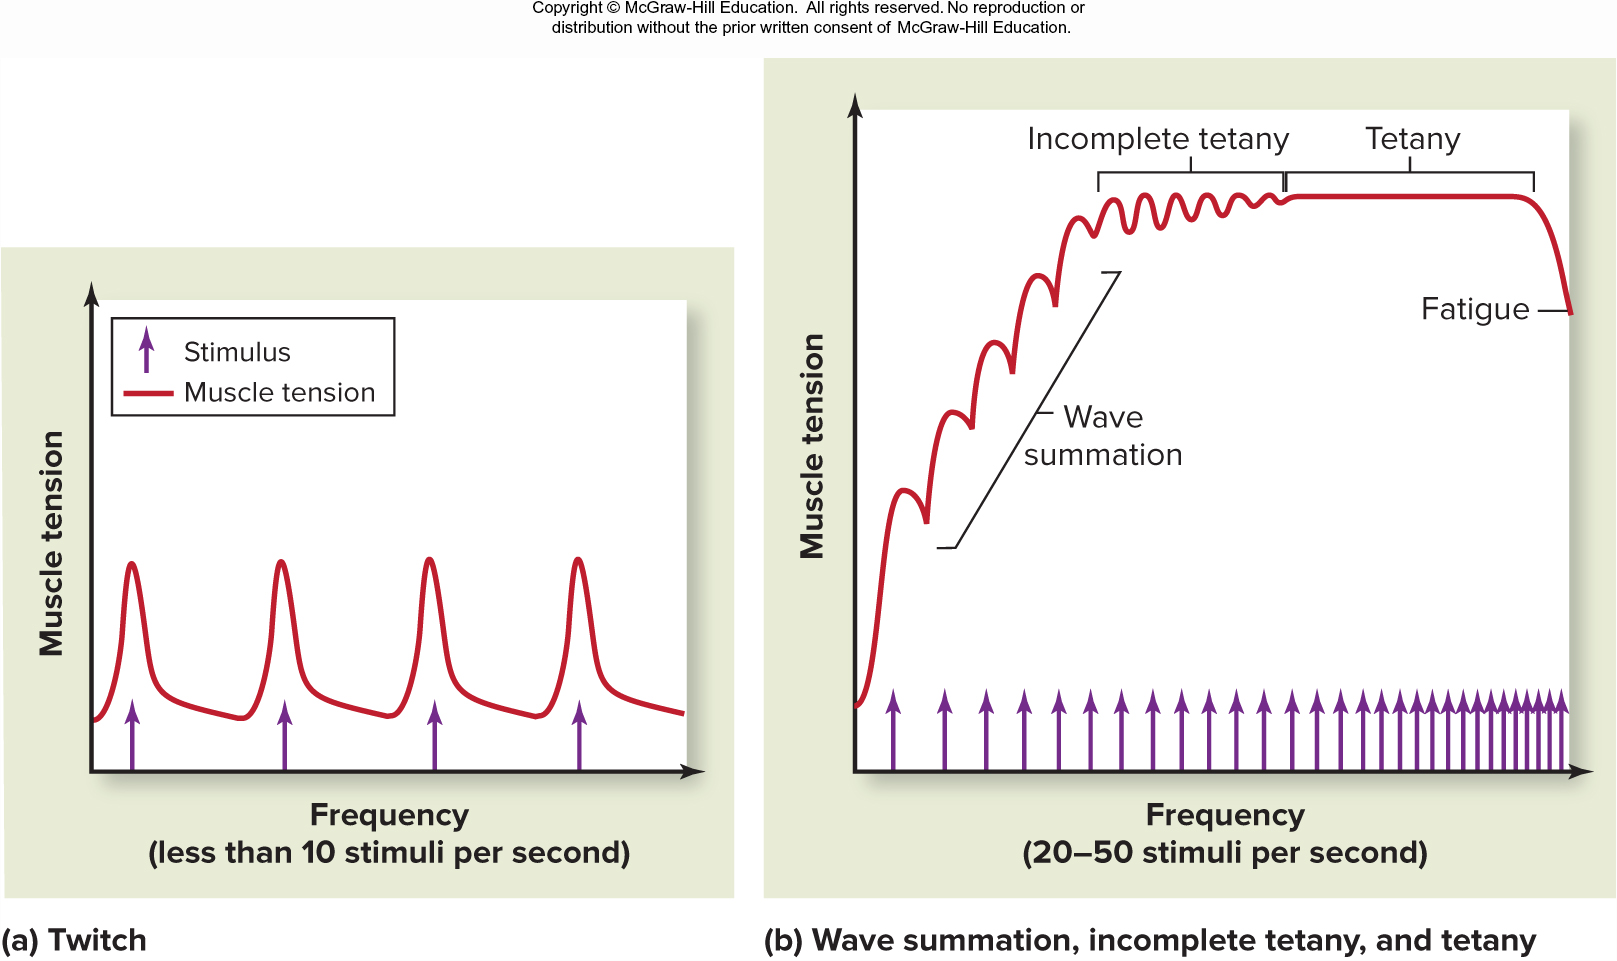 Copyright © McGraw-Hill Education. All rights reserved. No reproduction or
distribution without the prior written consent of McGraw-Hill Education.
Stimulus
Muscle tension
Muscle tension
Frequency
(less than 10 stimuli per second)
(a) Twitch
Incomplete tetany
Tetany
Fatigue
Wave
summation
Muscle tension
Frequency
(20–50 stimuli per second)
(b) Wave summation, incomplete tetany, and tetany